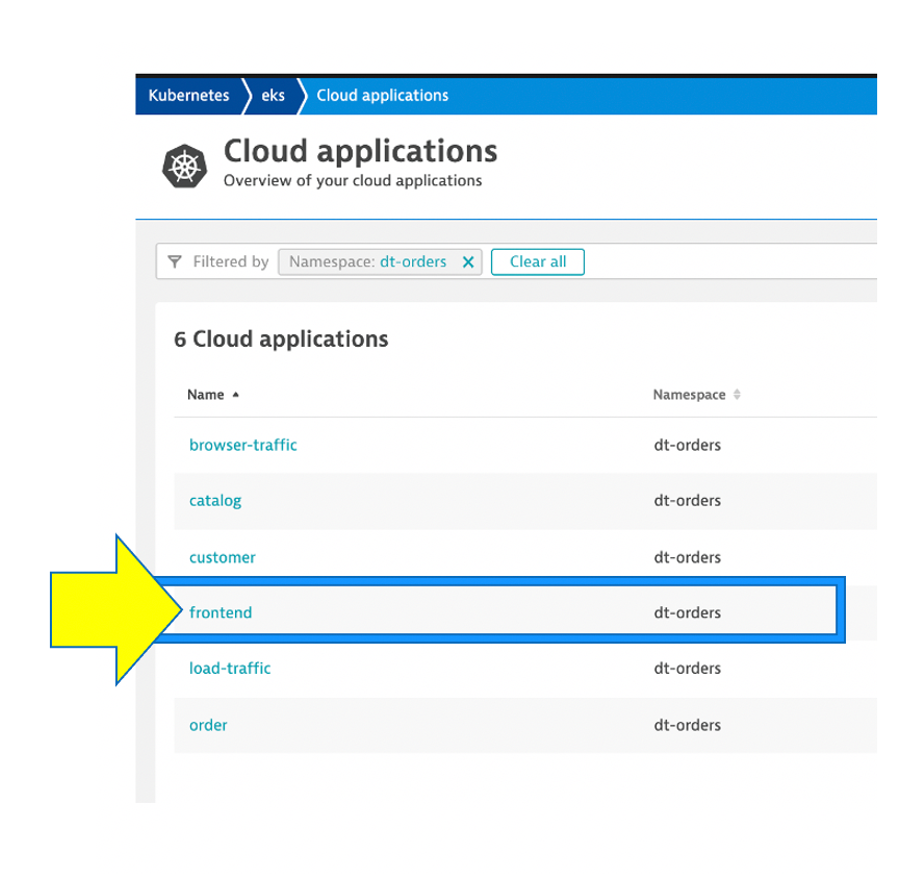 Kubernetes eks Cloud applications
Cloud applications
Overview of your cloud applications
Filtered by Namespace: dt-orders Clear all
6 Cloud applications
Name Namespace
browser-traffic dt-orders
catalog dt-orders
customer dt-orders
frontend dt-orders
load-traffic dt-orders
order dt-orders